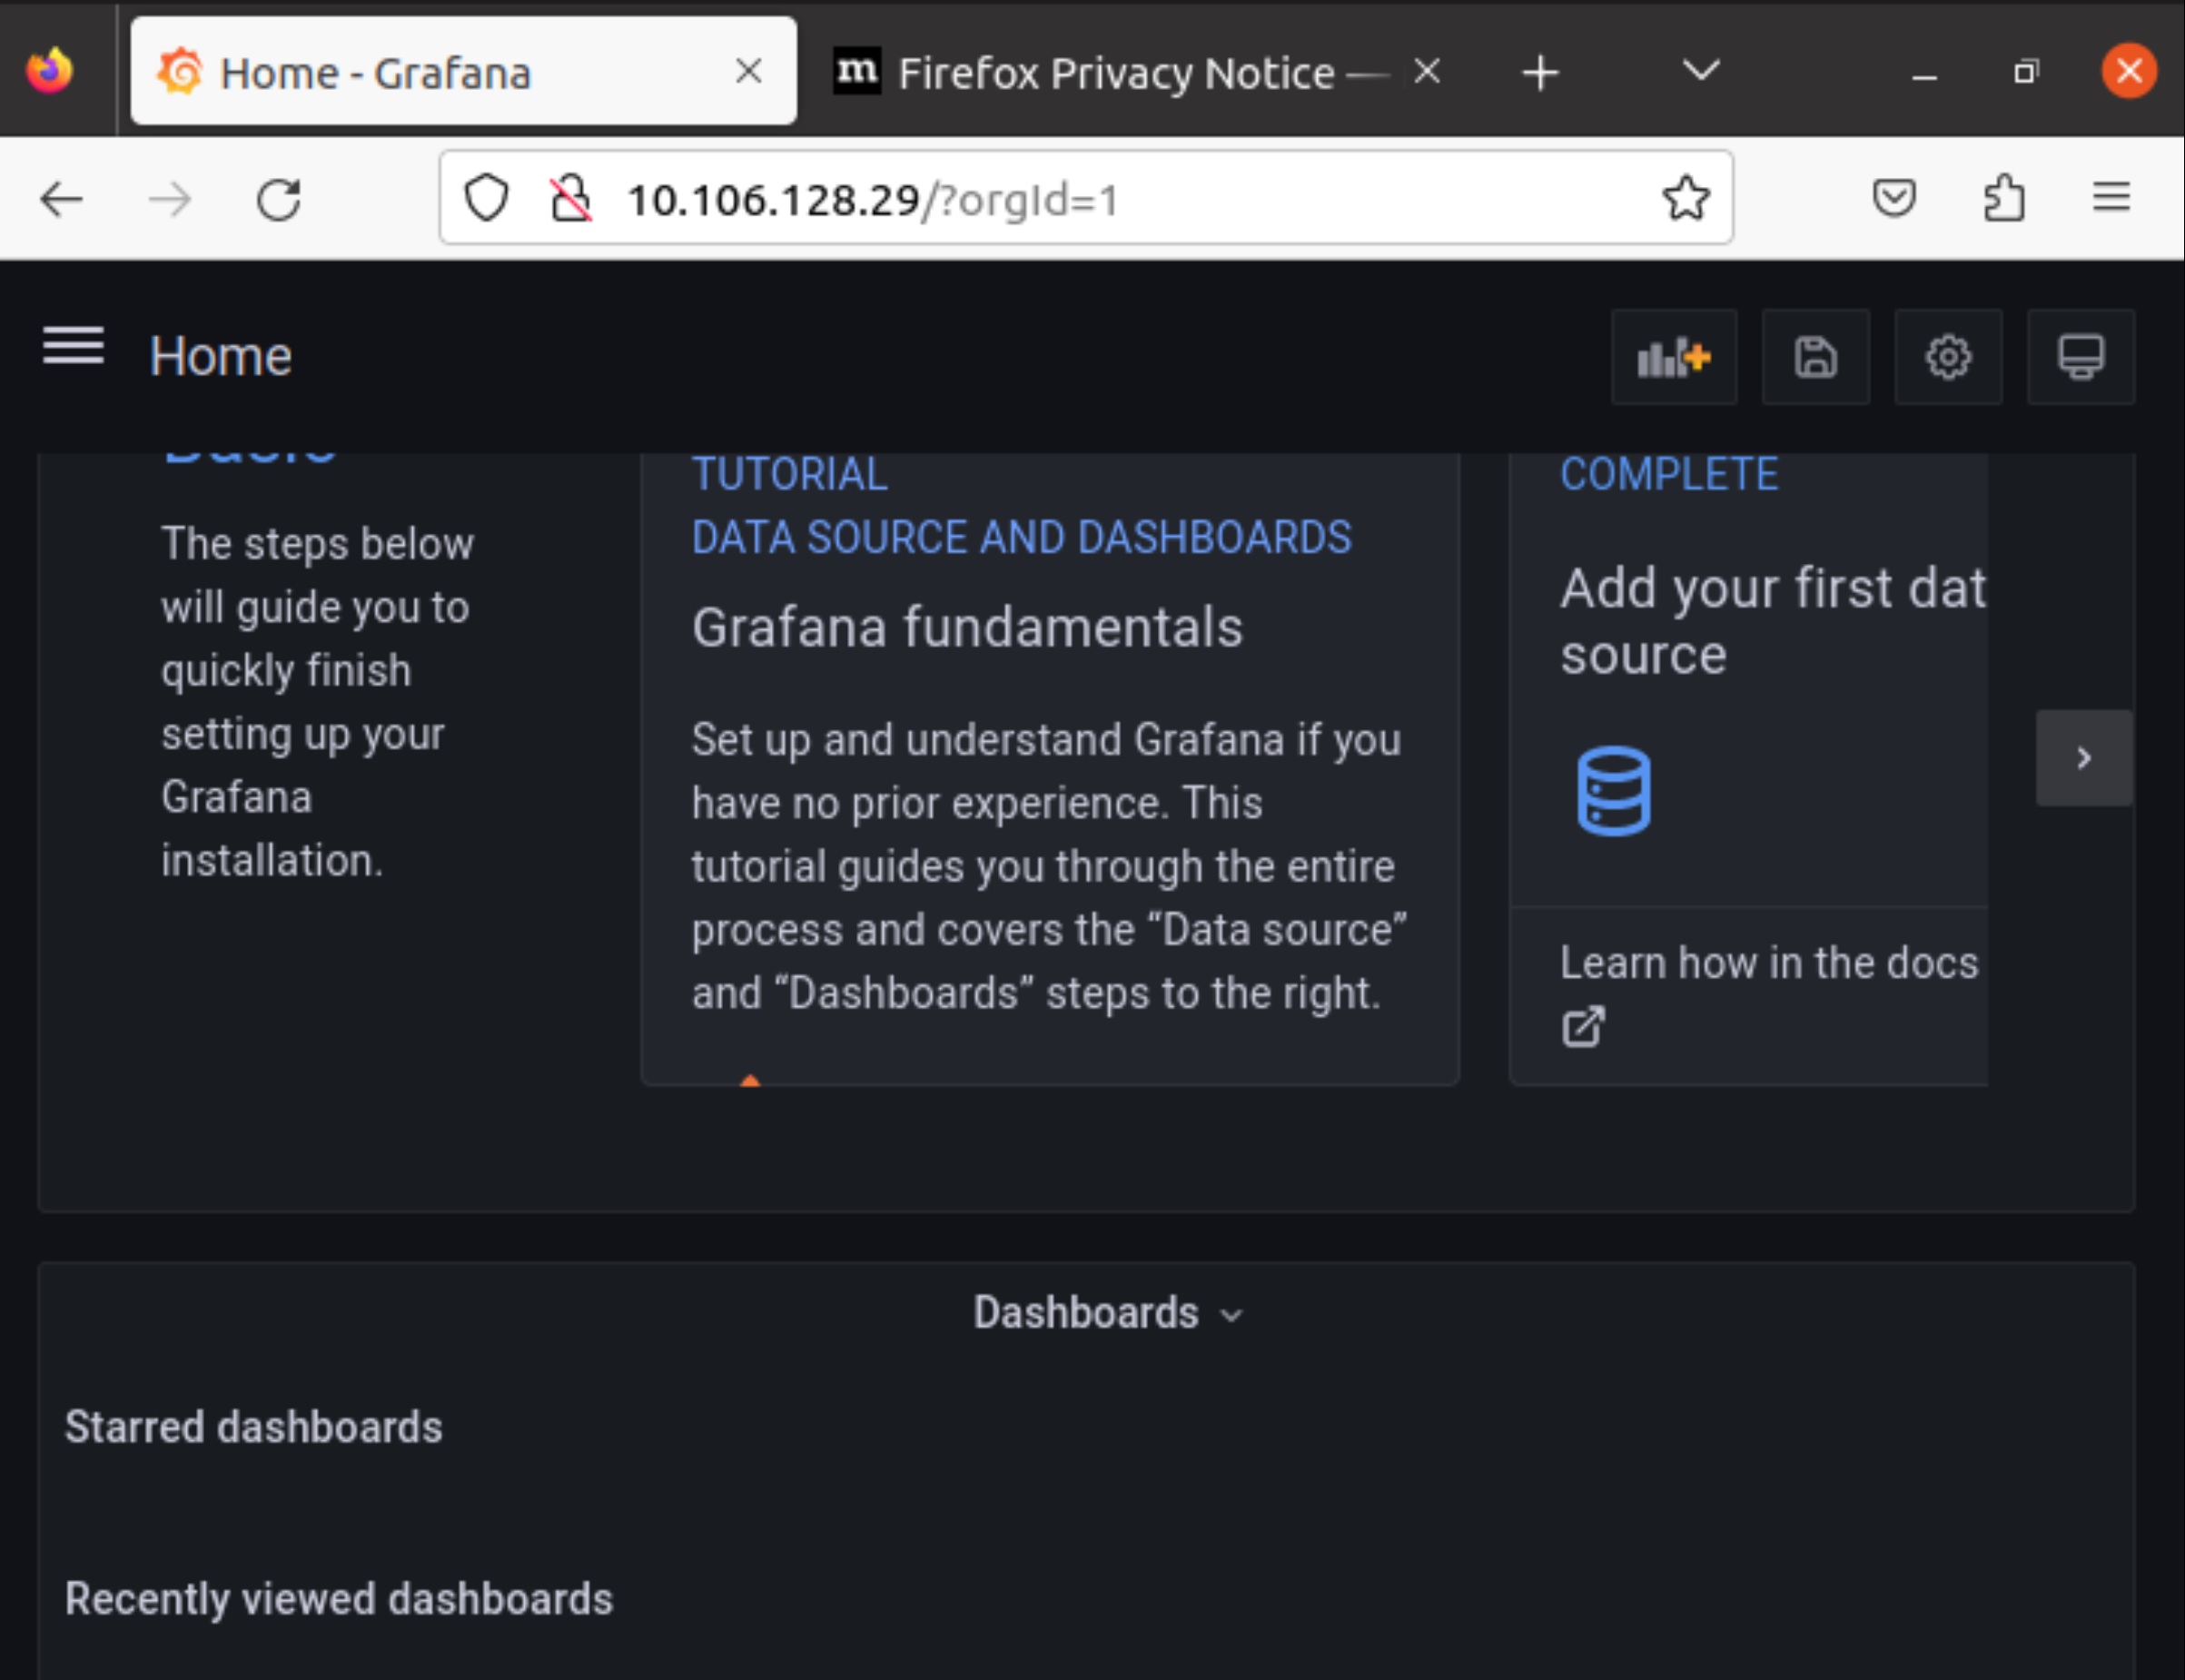 Home - Grafana
Firefox Privacy Notice —
10.106.128.29/?orgId=1
Home
Basic
The steps below
will guide you to
quickly finish
setting up your
Grafana
installation.
TUTORIAL
DATA SOURCE AND DASHBOARDS
Grafana fundamentals
Set up and understand Grafana if you
have no prior experience. This
tutorial guides you through the entire
process and covers the “Data source”
and “Dashboards” steps to the right.
COMPLETE
Add your first dat
source
Learn how in the docs
Dashboards
Starred dashboards
Recently viewed dashboards